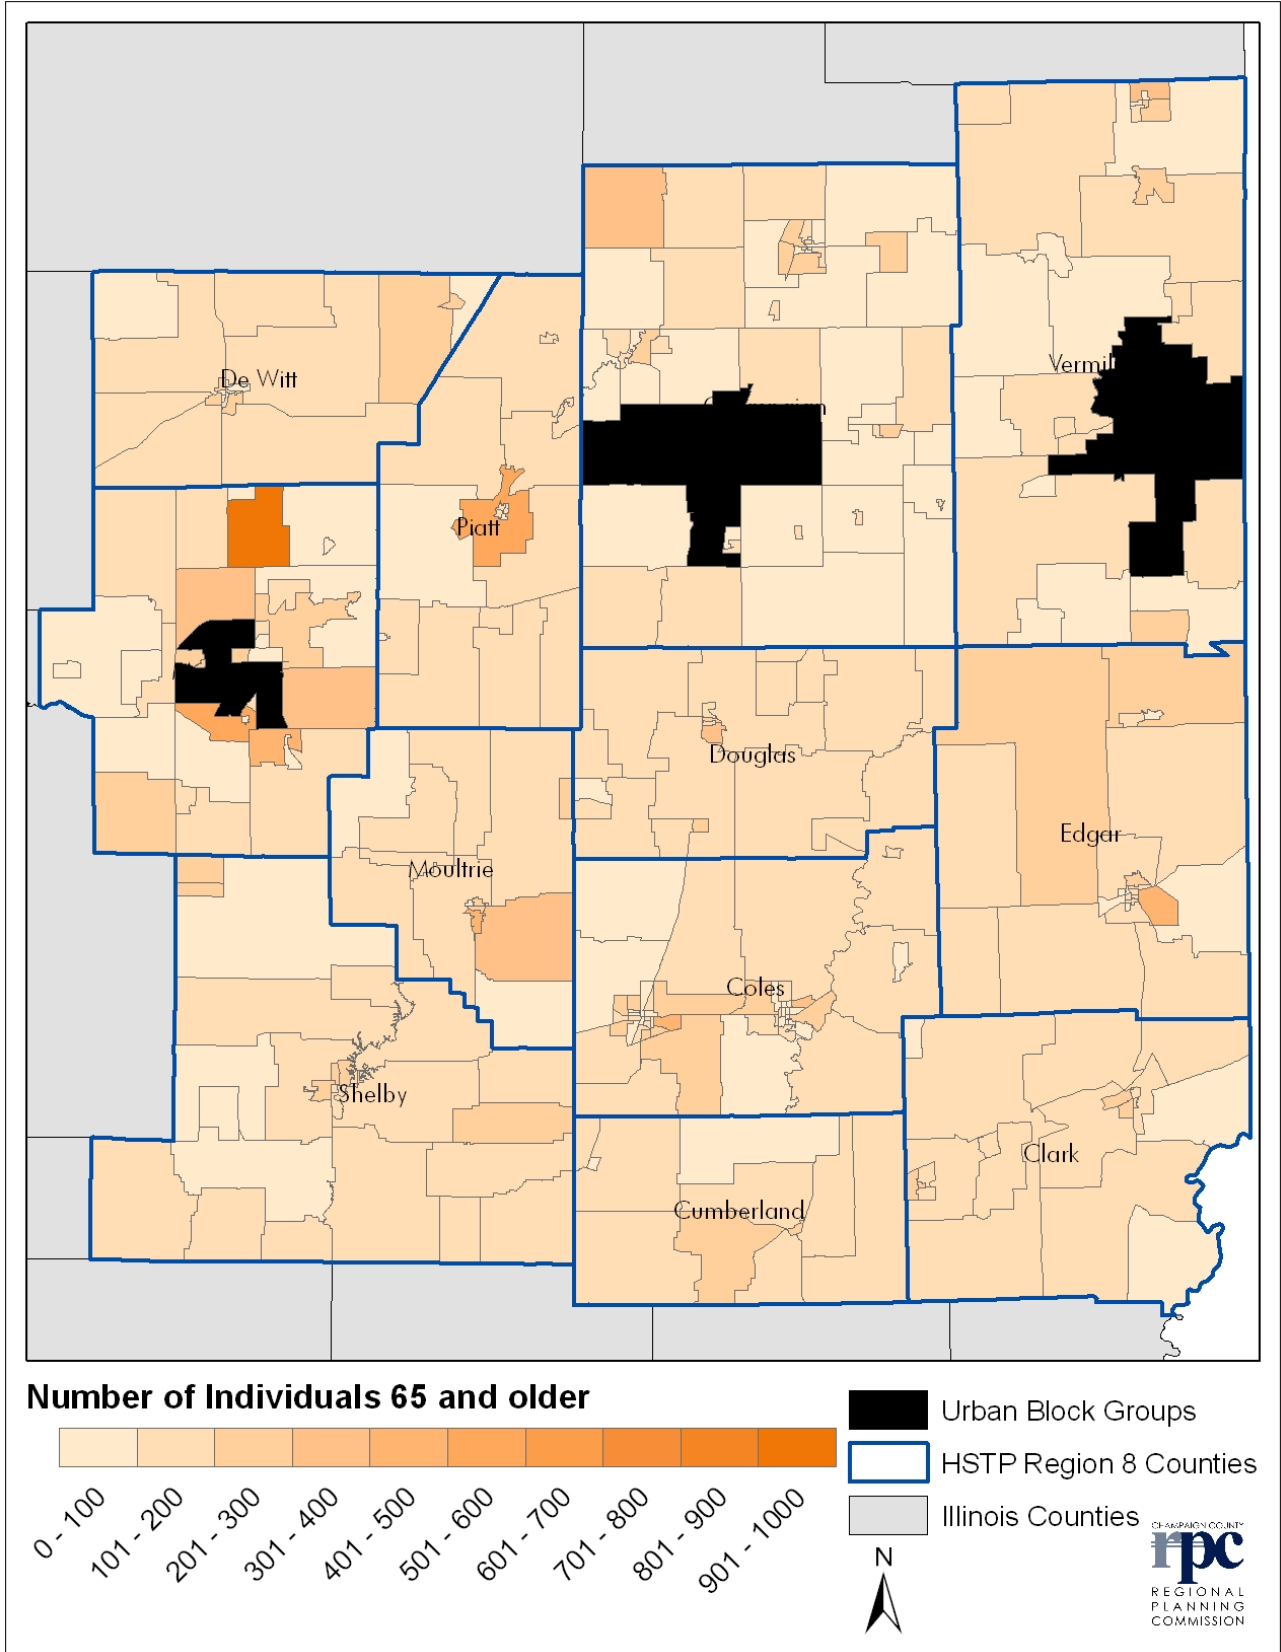 De Witt
Vermil
Piatt
Douglas
Edgar
Moultrie
Coles
Shelby
Clark
Cumberland
Number of Individuals 65 and older
0 - 100
101 - 200
201 - 300
301 - 400
401 - 500
501 - 600
601 - 700
701 - 800
801 - 900
901 - 1000
Urban Block Groups
HSTP Region 8 Counties
Illinois Counties
N
CHAMPAIGN COUNTY
rpc
REGIONAL
PLANNING
COMMISSION